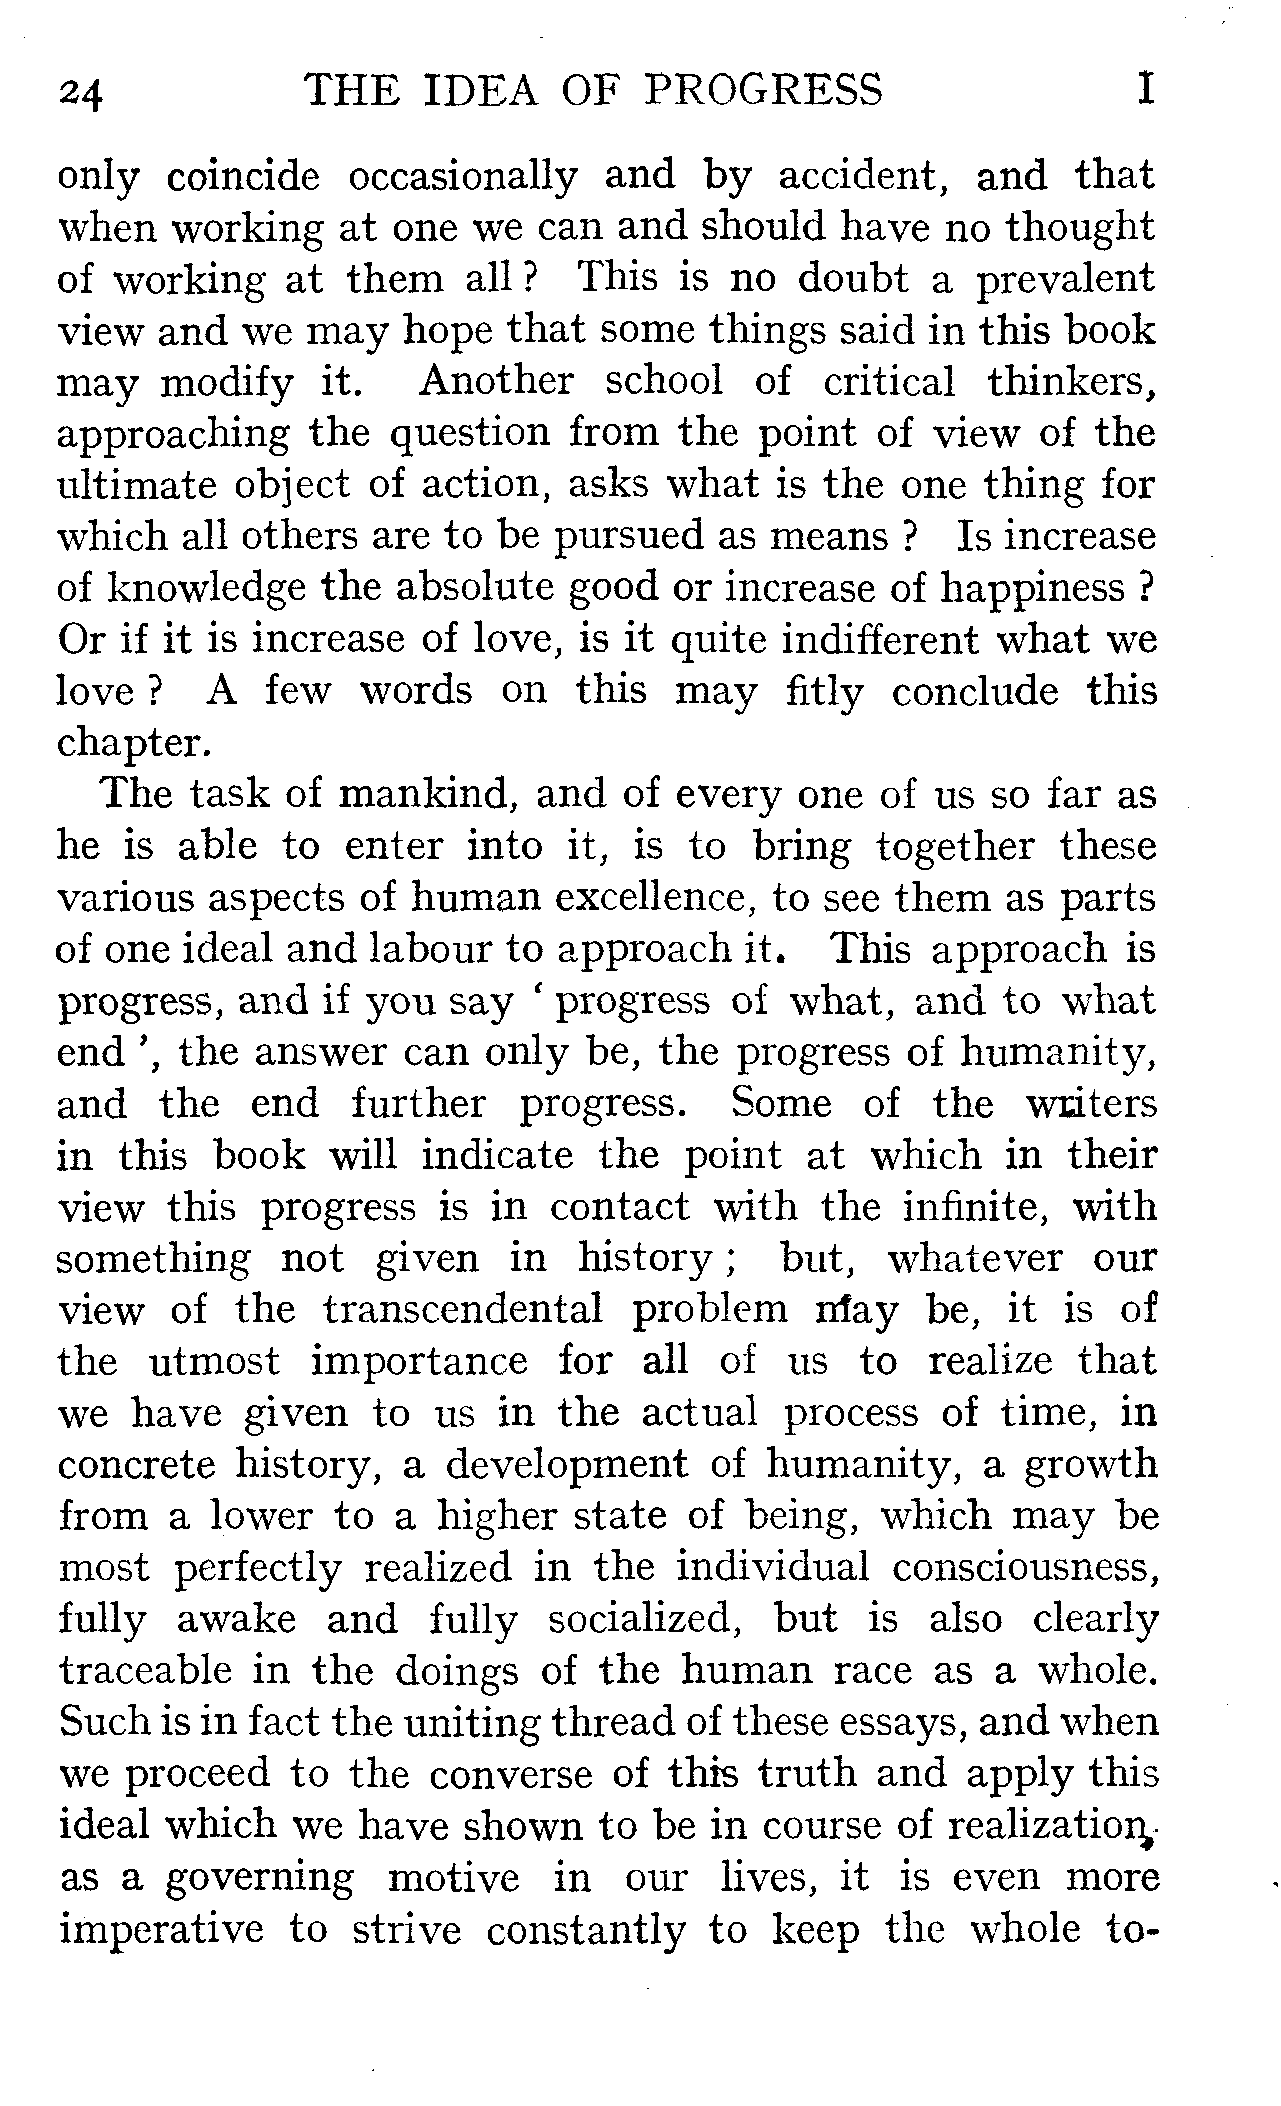 24 THE IDEA OF PROGRESS I
only coincide occasionally and by accident, and that
when working at one we can and should have no thought
of working at them all ? This is no doubt a prevalent
view and we may hope that some things said in this book
may modify it. Another school of critical thinkers,
approaching the question from the point of view of the
ultimate object of action, asks what is the one thing for
which all others are to be pursued as means ? Is increase
of knowledge the absolute good or increase of happiness ?
Or if it is increase of love, is it quite indifferent what we
love ? A few words on this may fitly conclude this
chapter.
The task of mankind, and of every one of us so far as
he is able to enter into it, is to bring together these
various aspects of human excellence, to see them as parts
of one ideal and labour to approach it. This approach is
progress, and if you say ‘ progress of what, and to what
end ’, the answer can only be, the progress of humanity,
and the end further progress. Some of the writers
in this book will indicate the point at which in their
view this progress is in contact with the infinite, with
something not given in history ; but, whatever our
view of the transcendental problem may be, it is of
the utmost importance for all of us to realize that
we have given to us in the actual process of time, in
concrete history, a development of humanity, a growth
from a lower to a higher state of being, which may be
most perfectly realized in the individual consciousness,
fully awake and fully socialized, but is also clearly
traceable in the doings of the human race as a whole.
Such is in fact the uniting thread of these essays, and when
we proceed to the converse of this truth and apply this
ideal which we have shown to be in course of realization,
as a governing motive in our lives, it is even more
imperative to strive constantly to keep the whole to-